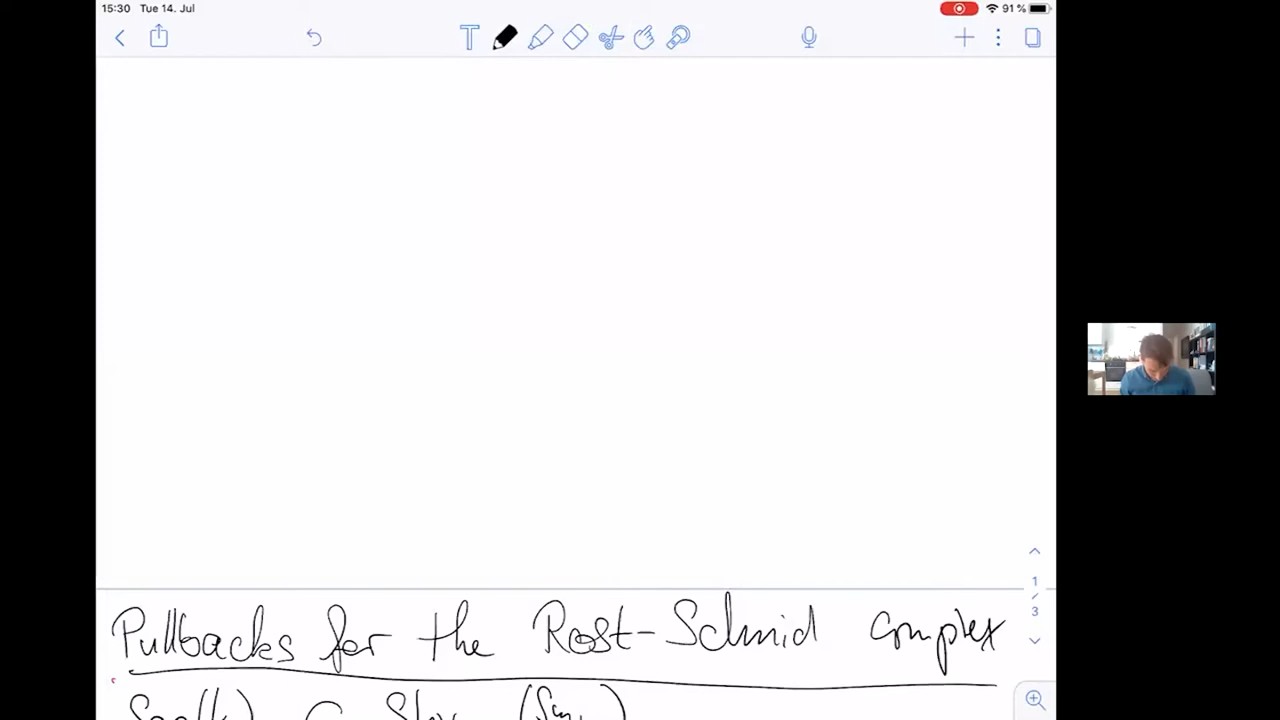 15:30 Tue 14. Jul
91 %
T
1
/
3
Pullbacks for the Rost-Schmid complex